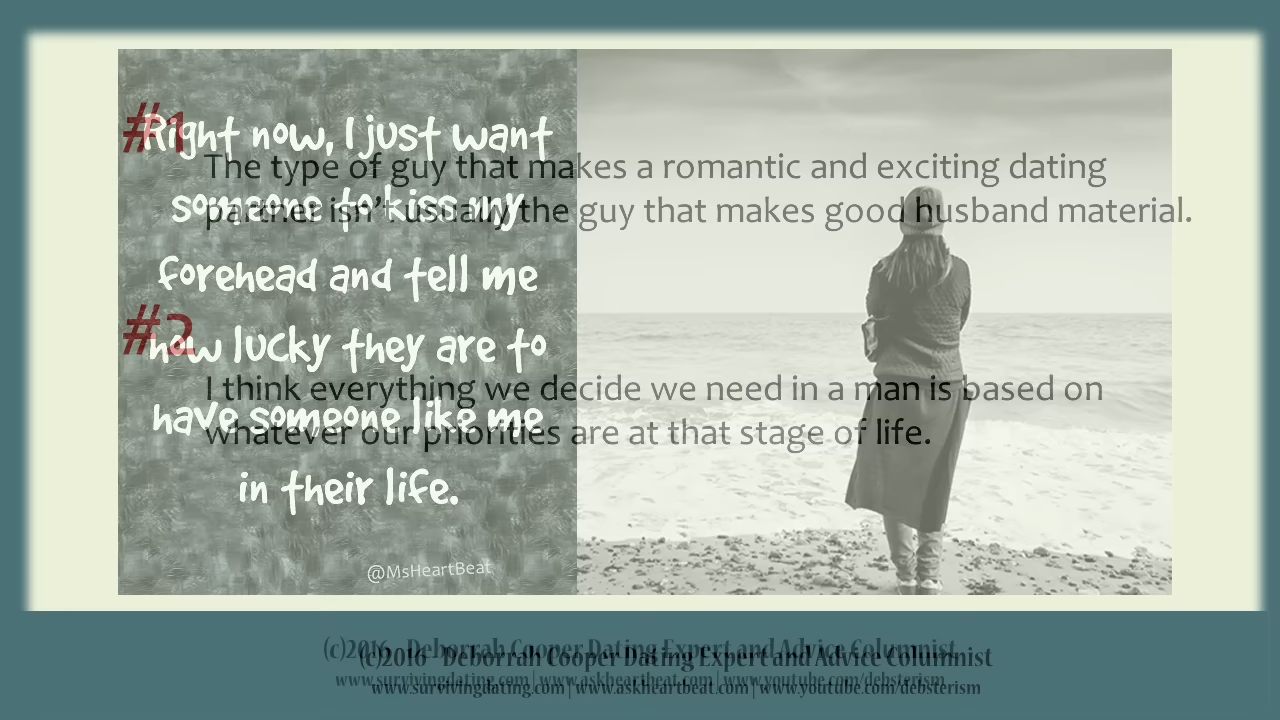 #1
The type of guy that makes a romantic and exciting dating
partner isn't usually the guy that makes good husband material.
#2
I think everything we decide we need in a man is based on
whatever our priorities are at that stage of life.
Right now, I just want
someone to kiss my
forehead and tell me
how lucky they are to
have someone like me
in their life.
@MsHeartBeat
(c)2016 Deborrah Cooper Dating Expert and Advice Columnist
www.survivingdating.com | www.askheartbeat.com | www.youtube.com/debsterism
(c)2016 Deborrah Cooper Dating Expert and Advice Columnist
www.survivingdating.com | www.askheartbeat.com | www.youtube.com/debsterism